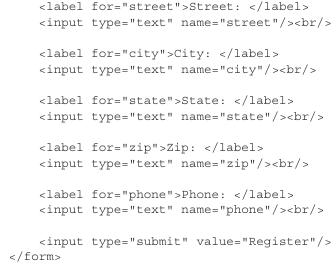 <label for="street">Street: </label>
<input type="text" name="street"/><br/>
<label for="city">City: </label>
<input type="text" name="city"/><br/>
<label for="state">State: </label>
<input type="text" name="state"/><br/>
<label for="zip">Zip: </label>
<input type="text" name="zip"/><br/>
<label for="phone">Phone: </label>
<input type="text" name="phone"/><br/>
<input type="submit" value="Register"/>
</form>